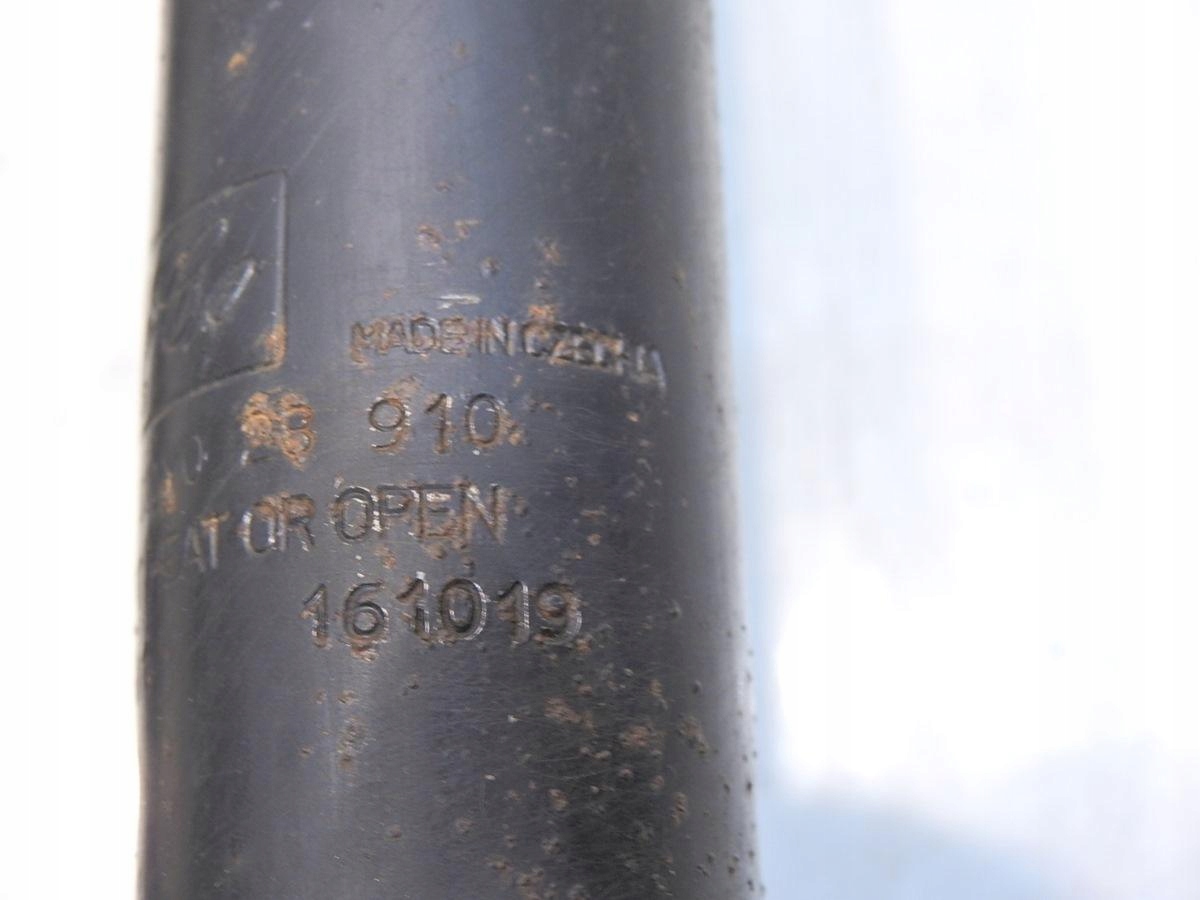 MADE IN CZECHIA
910
OR OPEN
161019